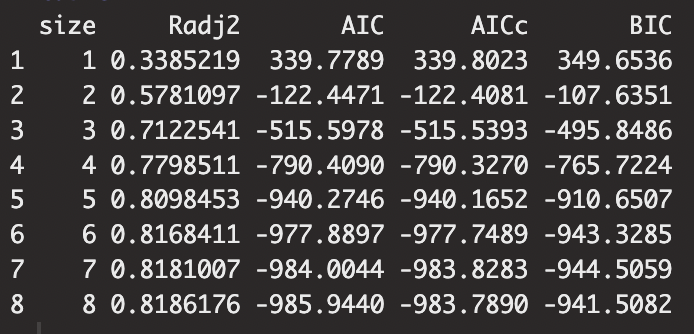 size Radj2 AIC AICc BIC
1 1 0.3385219 339.7789 339.8023 349.6536
2 2 0.5781097 -122.4471 -122.4081 -107.6351
3 3 0.7122541 -515.5978 -515.5393 -495.8486
4 4 0.7798511 -790.4090 -790.3270 -765.7224
5 5 0.8098453 -940.2746 -940.1652 -910.6507
6 6 0.8168411 -977.8897 -977.7489 -943.3285
7 7 0.8181007 -984.0044 -983.8283 -944.5059
8 8 0.8186176 -985.9440 -983.7890 -941.5082